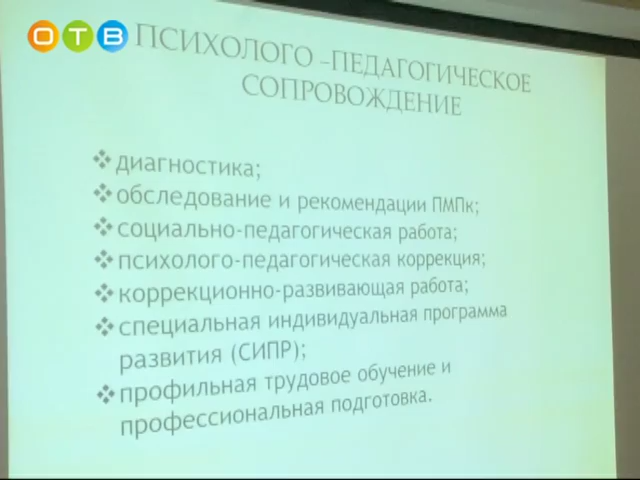 ОТВ
ПСИХОЛОГО –ПЕДАГОГИЧЕСКОЕ
СОПРОВОЖДЕНИЕ
диагностика;
обследование и рекомендации ПМПк;
социально-педагогическая работа;
психолого-педагогическая коррекция;
коррекционно-развивающая работа;
специальная индивидуальная программа
развития (СИПР);
профильная трудовое обучение и
профессиональная подготовка.